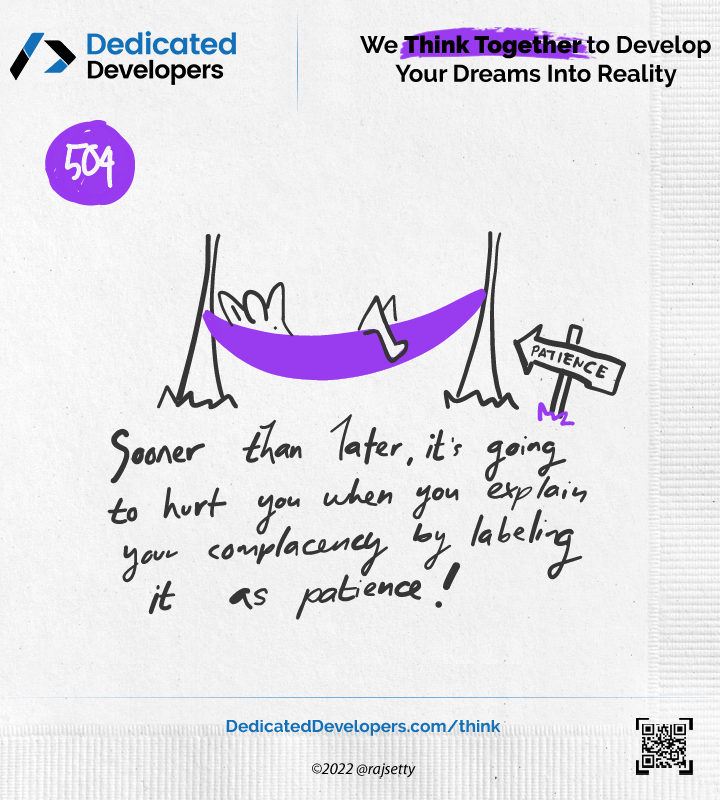 Dedicated
Developers
We Think Together to Develop
Your Dreams Into Reality
504
PATIENCE
Sooner than later, it's going
to hurt you when you explain
your complacency by labeling
it as patience!
DedicatedDevelopers.com/think
©2022 @rajsetty